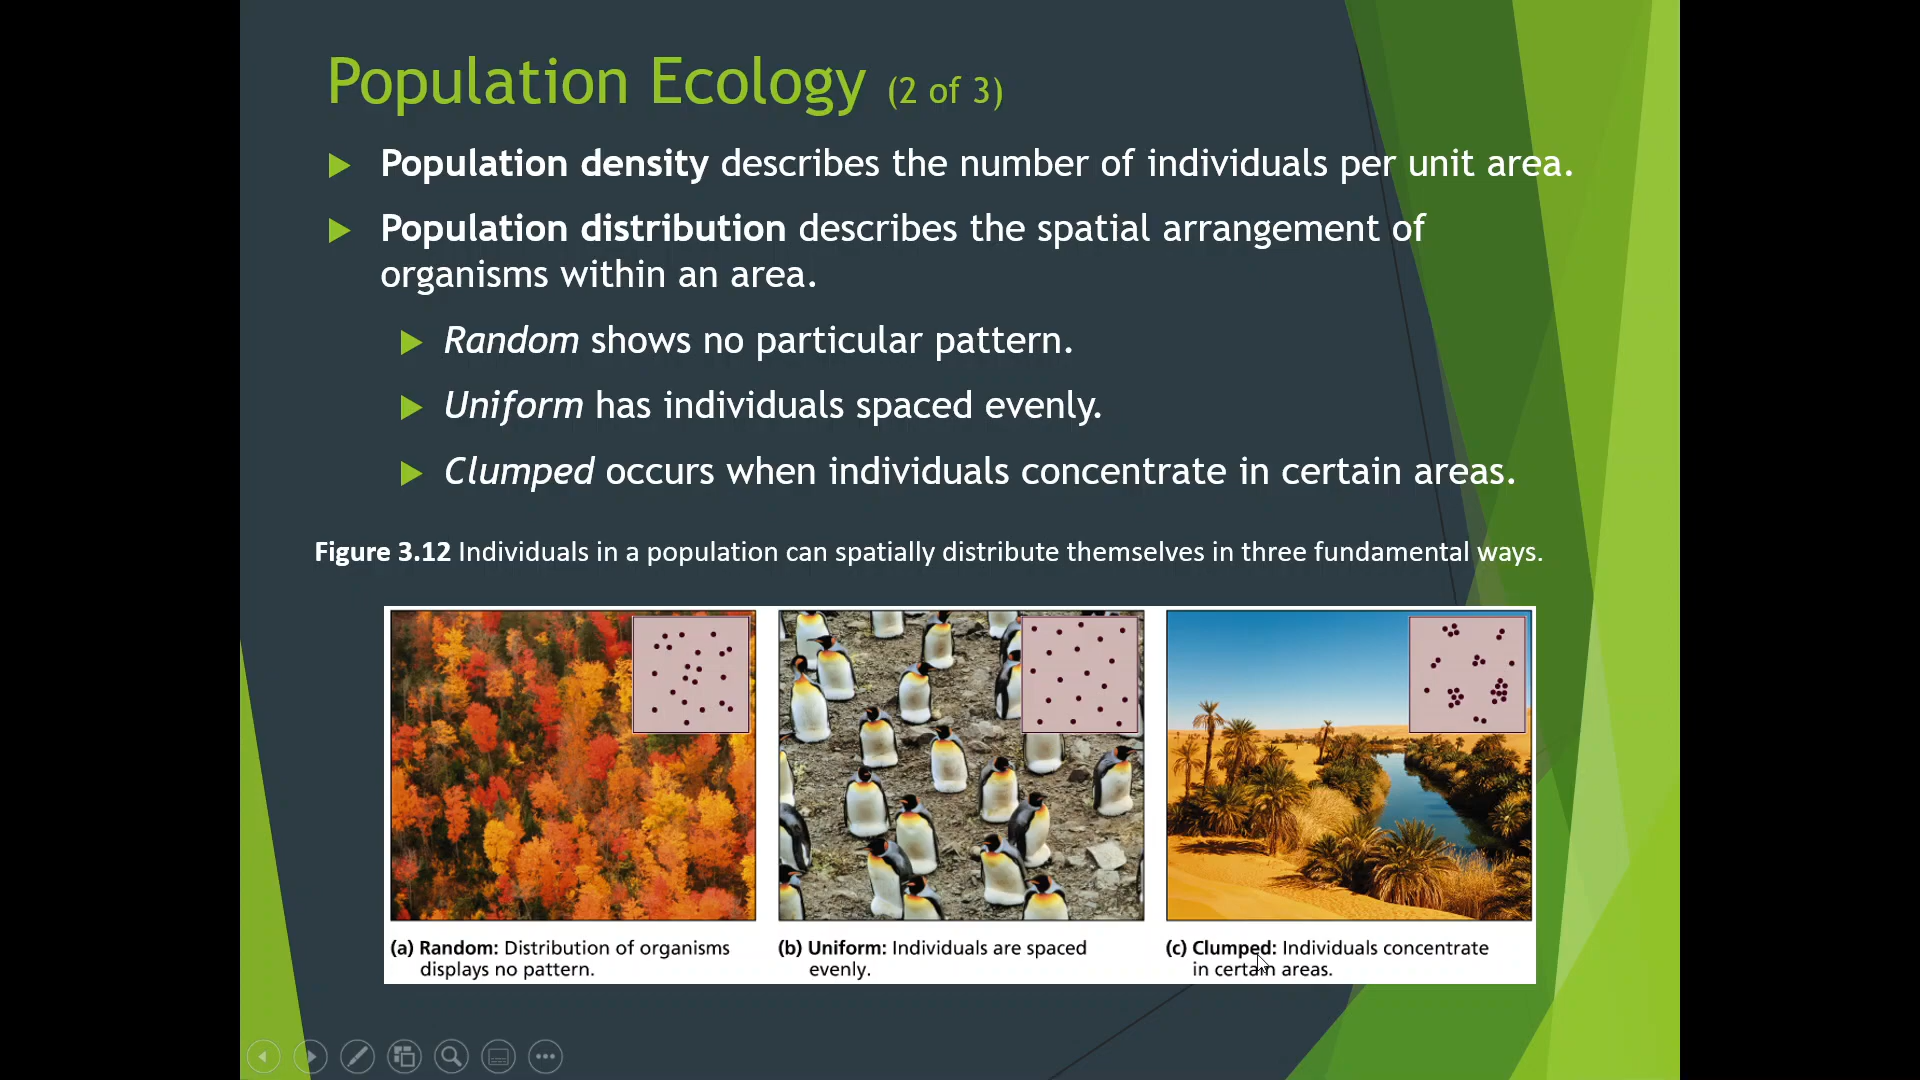 Population Ecology (2 of 3)
Population density describes the number of individuals per unit area.
Population distribution describes the spatial arrangement of
organisms within an area.
Random shows no particular pattern.
Uniform has individuals spaced evenly.
Clumped occurs when individuals concentrate in certain areas.
Figure 3.12 Individuals in a population can spatially distribute themselves in three fundamental ways.
(a) Random: Distribution of organisms
displays no pattern.
(b) Uniform: Individuals are spaced
evenly.
(c) Clumped: Individuals concentrate
in certain areas.